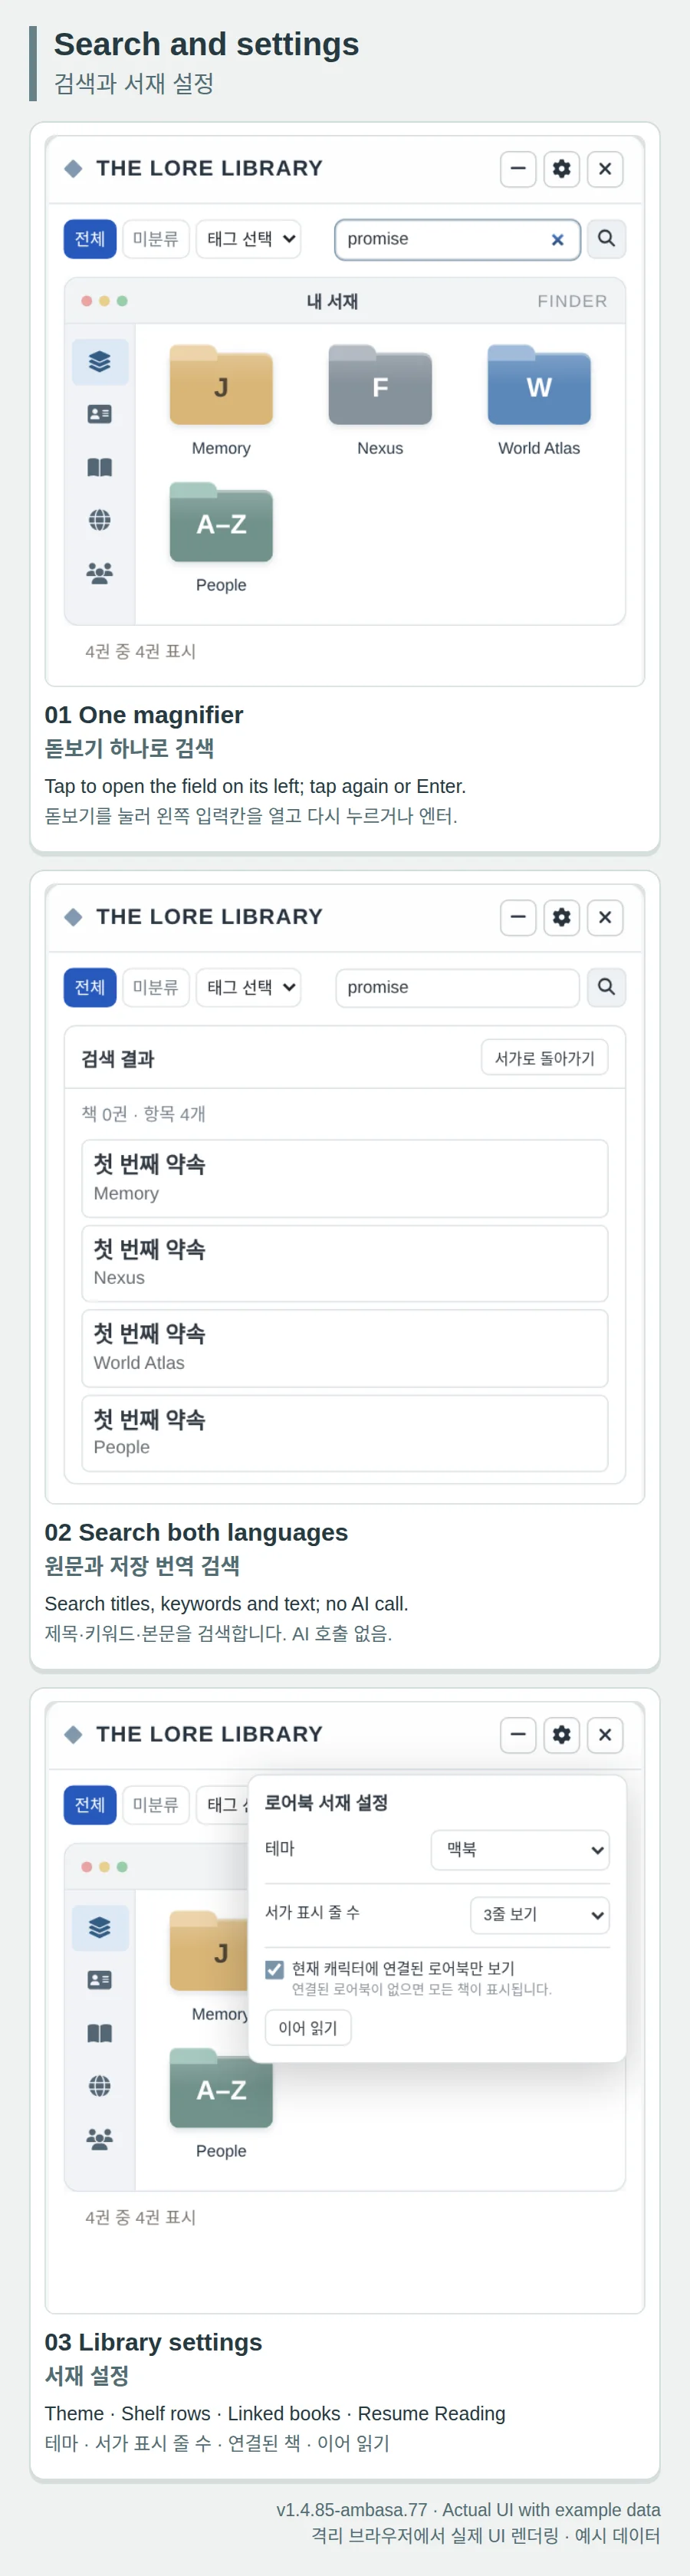 Search and settings
검색과 서재 설정
THE LORE LIBRARY
전체 미분류 태그 선택 promise
내 서재 FINDER
J F W
Memory Nexus World Atlas
A–Z
People
4권 중 4권 표시
01 One magnifier
돋보기 하나로 검색
Tap to open the field on its left; tap again or Enter.
돋보기를 눌러 왼쪽 입력칸을 열고 다시 누르거나 엔터.
THE LORE LIBRARY
전체 미분류 태그 선택 promise
검색 결과 서가로 돌아가기
책 0권 · 항목 4개
첫 번째 약속
Memory
첫 번째 약속
Nexus
첫 번째 약속
World Atlas
첫 번째 약속
People
02 Search both languages
원문과 저장 번역 검색
Search titles, keywords and text; no AI call.
제목·키워드·본문을 검색합니다. AI 호출 없음.
THE LORE LIBRARY
전체 미분류 태그
로어북 서재 설정
테마 맥북
서가 표시 줄 수 3줄 보기
현재 캐릭터에 연결된 로어북만 보기
연결된 로어북이 없으면 모든 책이 표시됩니다.
이어 읽기
J
Memory
A–Z
People
4권 중 4권 표시
03 Library settings
서재 설정
Theme · Shelf rows · Linked books · Resume Reading
테마 · 서가 표시 줄 수 · 연결된 책 · 이어 읽기
v1.4.85-ambasa.77 · Actual UI with example data
격리 브라우저에서 실제 UI 렌더링 · 예시 데이터